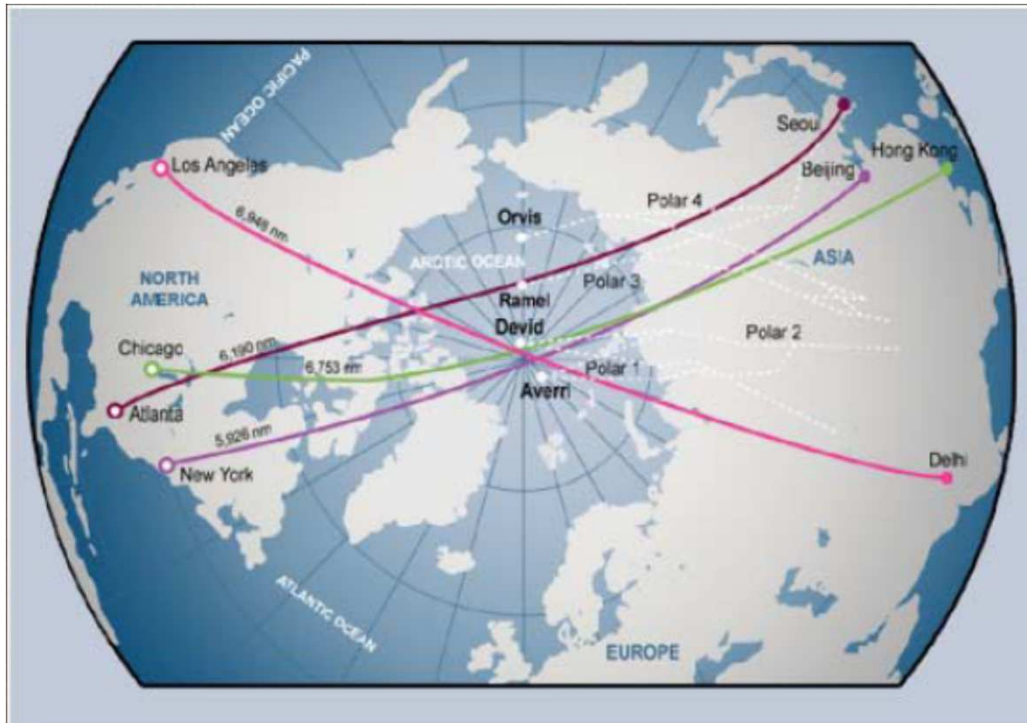 PACIFIC OCEAN
Seou
Los Angeles
Hong Kong
Beijing
6,948 nm
Polar 4
Orvis
ARCTIC OCEAN
ASIA
NORTH
AMERICA
Polar 3
Ramel
Devid
Polar 2
Chicago
6,190 nm
6,753 nm
Polar 1
Averri
Atlanta
5,926 nm
New York
Delhi
ATLANTIC OCEAN
EUROPE